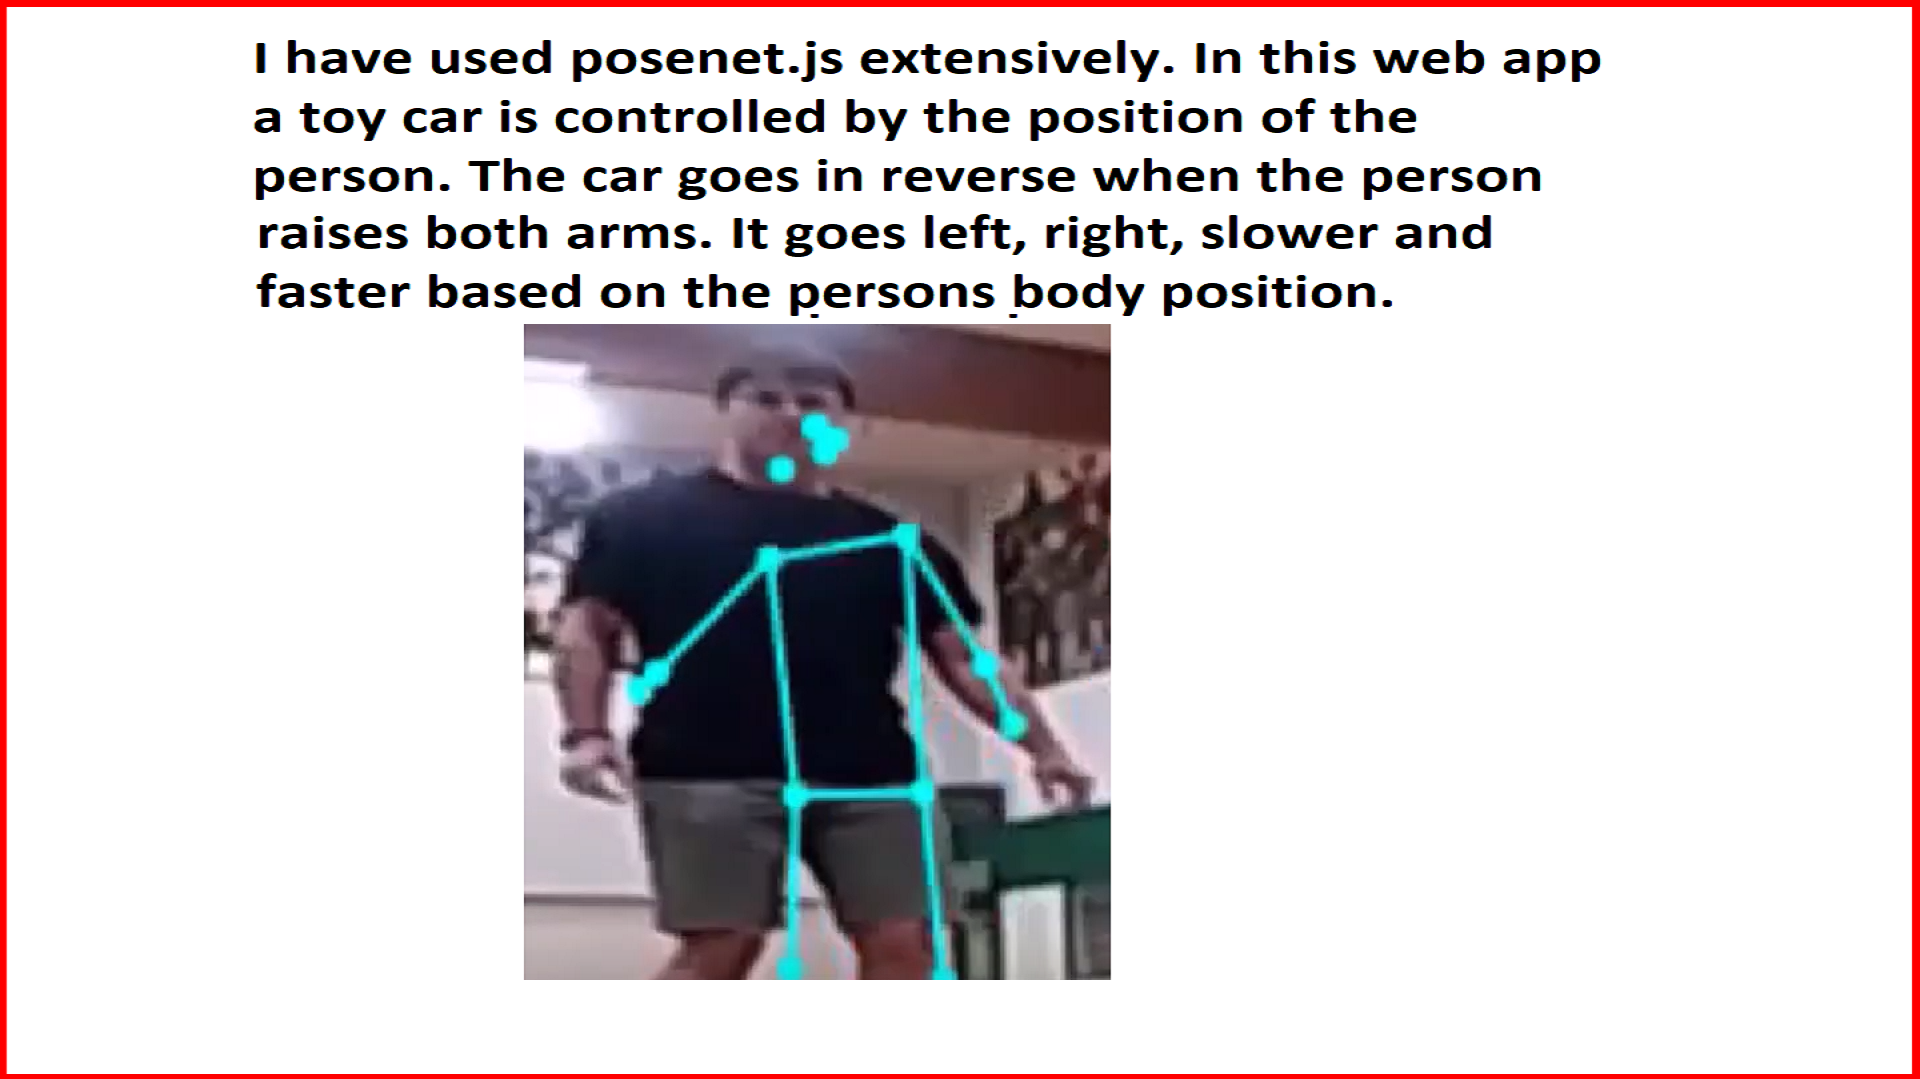 I have used posenet.js extensively. In this web app
a toy car is controlled by the position of the
person. The car goes in reverse when the person
raises both arms. It goes left, right, slower and
faster based on the persons body position.